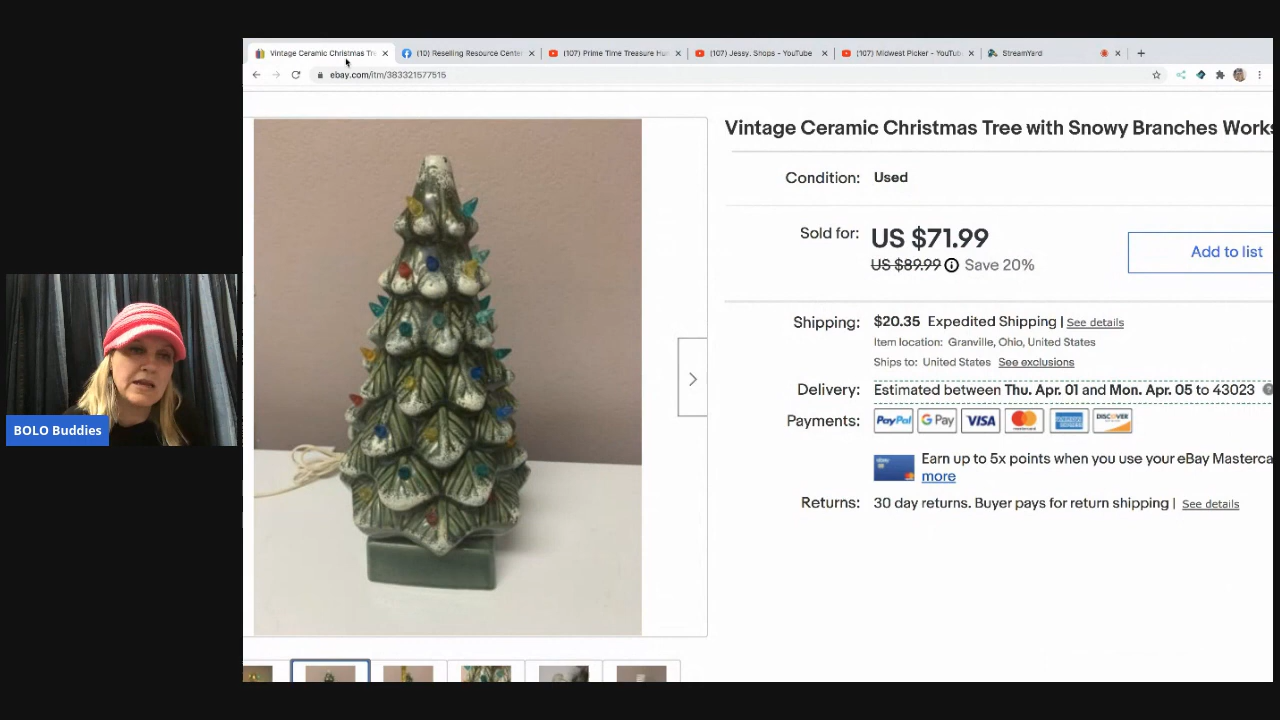 Vintage Ceramic Christmas Tre
(10) Reselling Resource Center
(107) Prime Time Treasure Hun
(107) Jessy. Shops - YouTube
(107) Midwest Picker - YouTub
StreamYard
ebay.com/itm/383321577515
Vintage Ceramic Christmas Tree with Snowy Branches Works
Condition: Used
Sold for: US $71.99
US $89.99 Save 20%
Add to list
Shipping: $20.35 Expedited Shipping | See details
Item location: Granville, Ohio, United States
Ships to: United States See exclusions
Delivery: Estimated between Thu. Apr. 01 and Mon. Apr. 05 to 43023
Payments: PayPal G Pay VISA mastercard DISCOVER
Earn up to 5x points when you use your eBay Masterca
more
Returns: 30 day returns. Buyer pays for return shipping | See details
BOLO Buddies